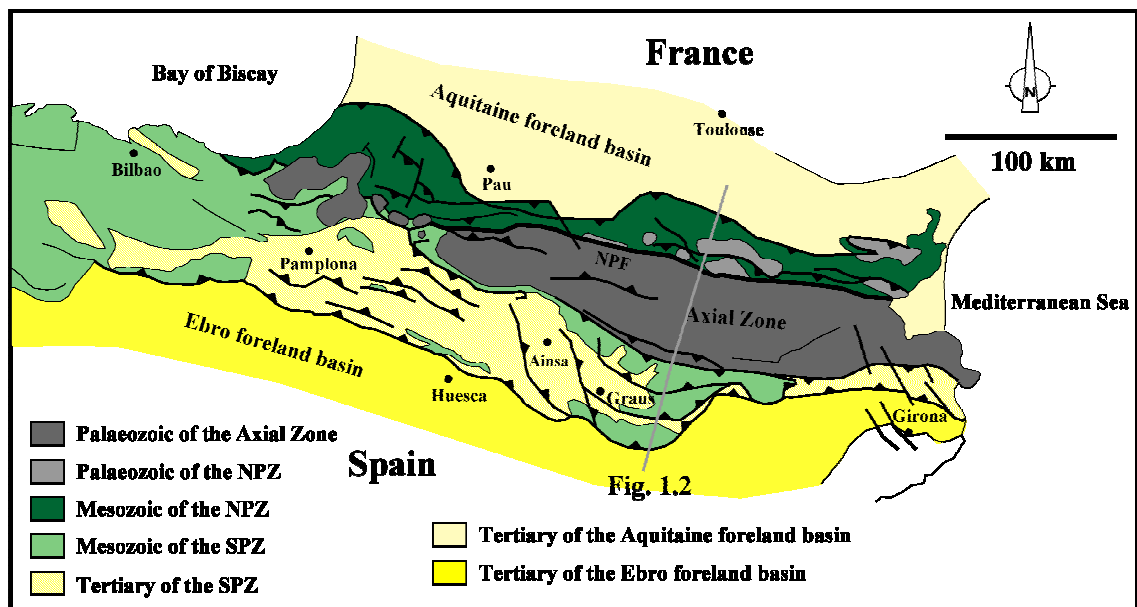 France
Bay of Biscay
N
Aquitaine foreland basin
Toulouse
100 km
Bilbao
Pau
Pamplona
NPF
Mediterranean Sea
Axial Zone
Ebro foreland basin
Ainsa
Huesca
Graus
Girona
Spain
Fig. 1.2
Palaeozoic of the Axial Zone
Palaeozoic of the NPZ
Mesozoic of the NPZ
Mesozoic of the SPZ
Tertiary of the SPZ
Tertiary of the Aquitaine foreland basin
Tertiary of the Ebro foreland basin